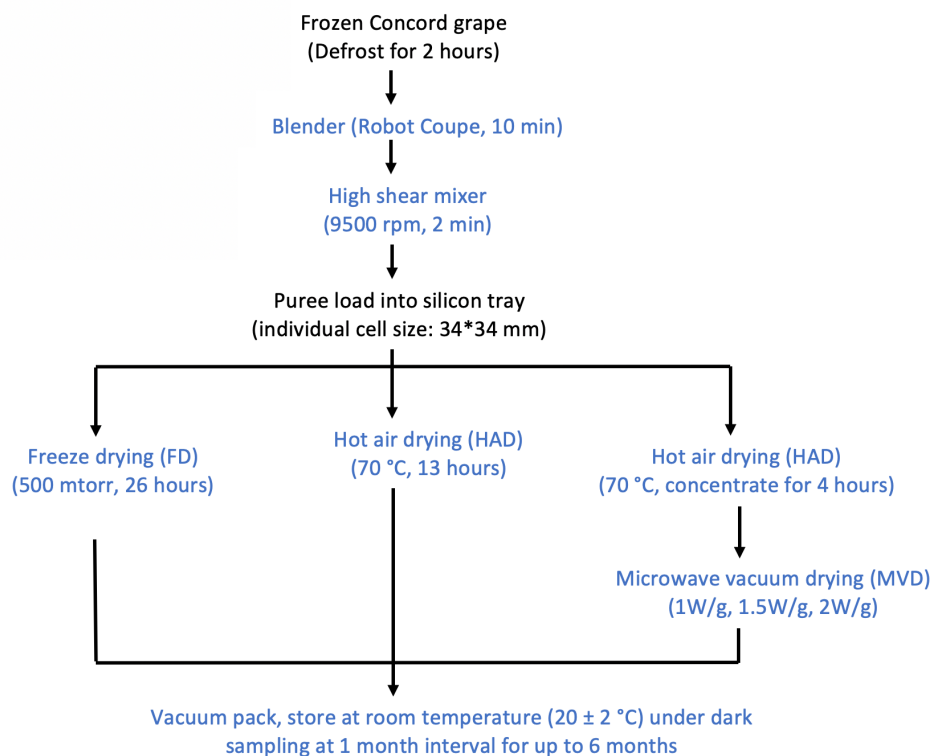 Frozen Concord grape
(Defrost for 2 hours)
Blender (Robot Coupe, 10 min)
High shear mixer
(9500 rpm, 2 min)
Puree load into silicon tray
(individual cell size: 34*34 mm)
Freeze drying (FD)
(500 mtorr, 26 hours)
Hot air drying (HAD)
(70 °C, 13 hours)
Hot air drying (HAD)
(70 °C, concentrate for 4 hours)
Microwave vacuum drying (MVD)
(1W/g, 1.5W/g, 2W/g)
Vacuum pack, store at room temperature (20 ± 2 °C) under dark
sampling at 1 month interval for up to 6 months